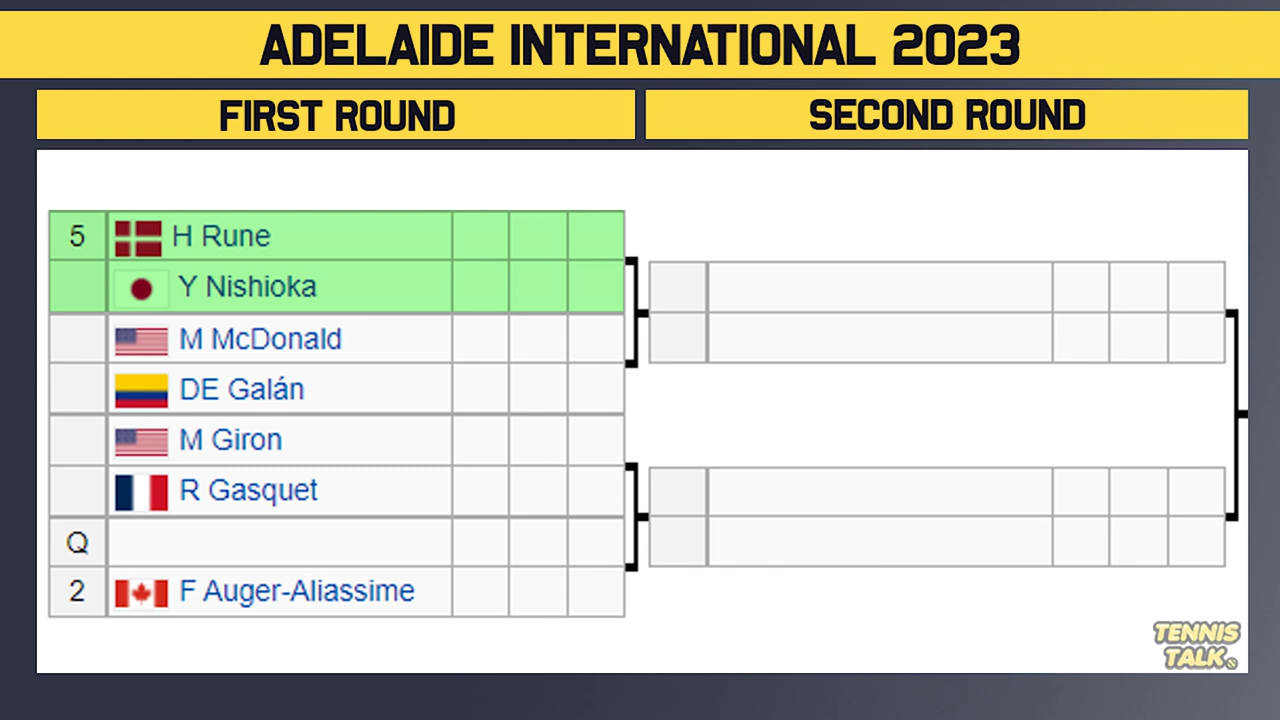 ADELAIDE INTERNATIONAL 2023
FIRST ROUND
SECOND ROUND
5 H Rune
Y Nishioka
M McDonald
DE Galán
M Giron
R Gasquet
Q
2 F Auger-Aliassime
TENNIS
TALK